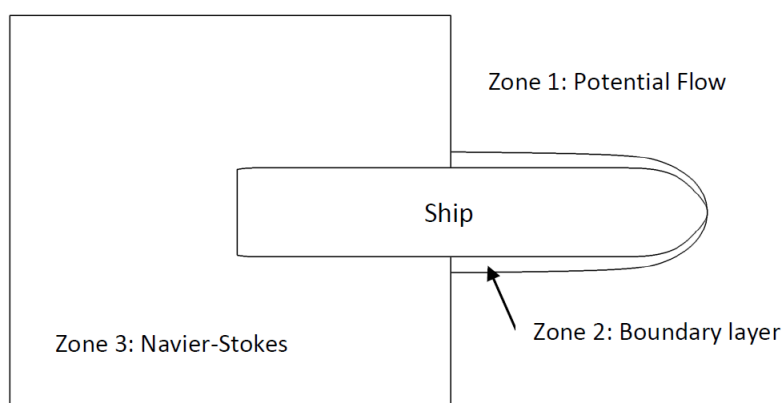 Zone 1: Potential Flow
Ship
Zone 2: Boundary layer
Zone 3: Navier-Stokes